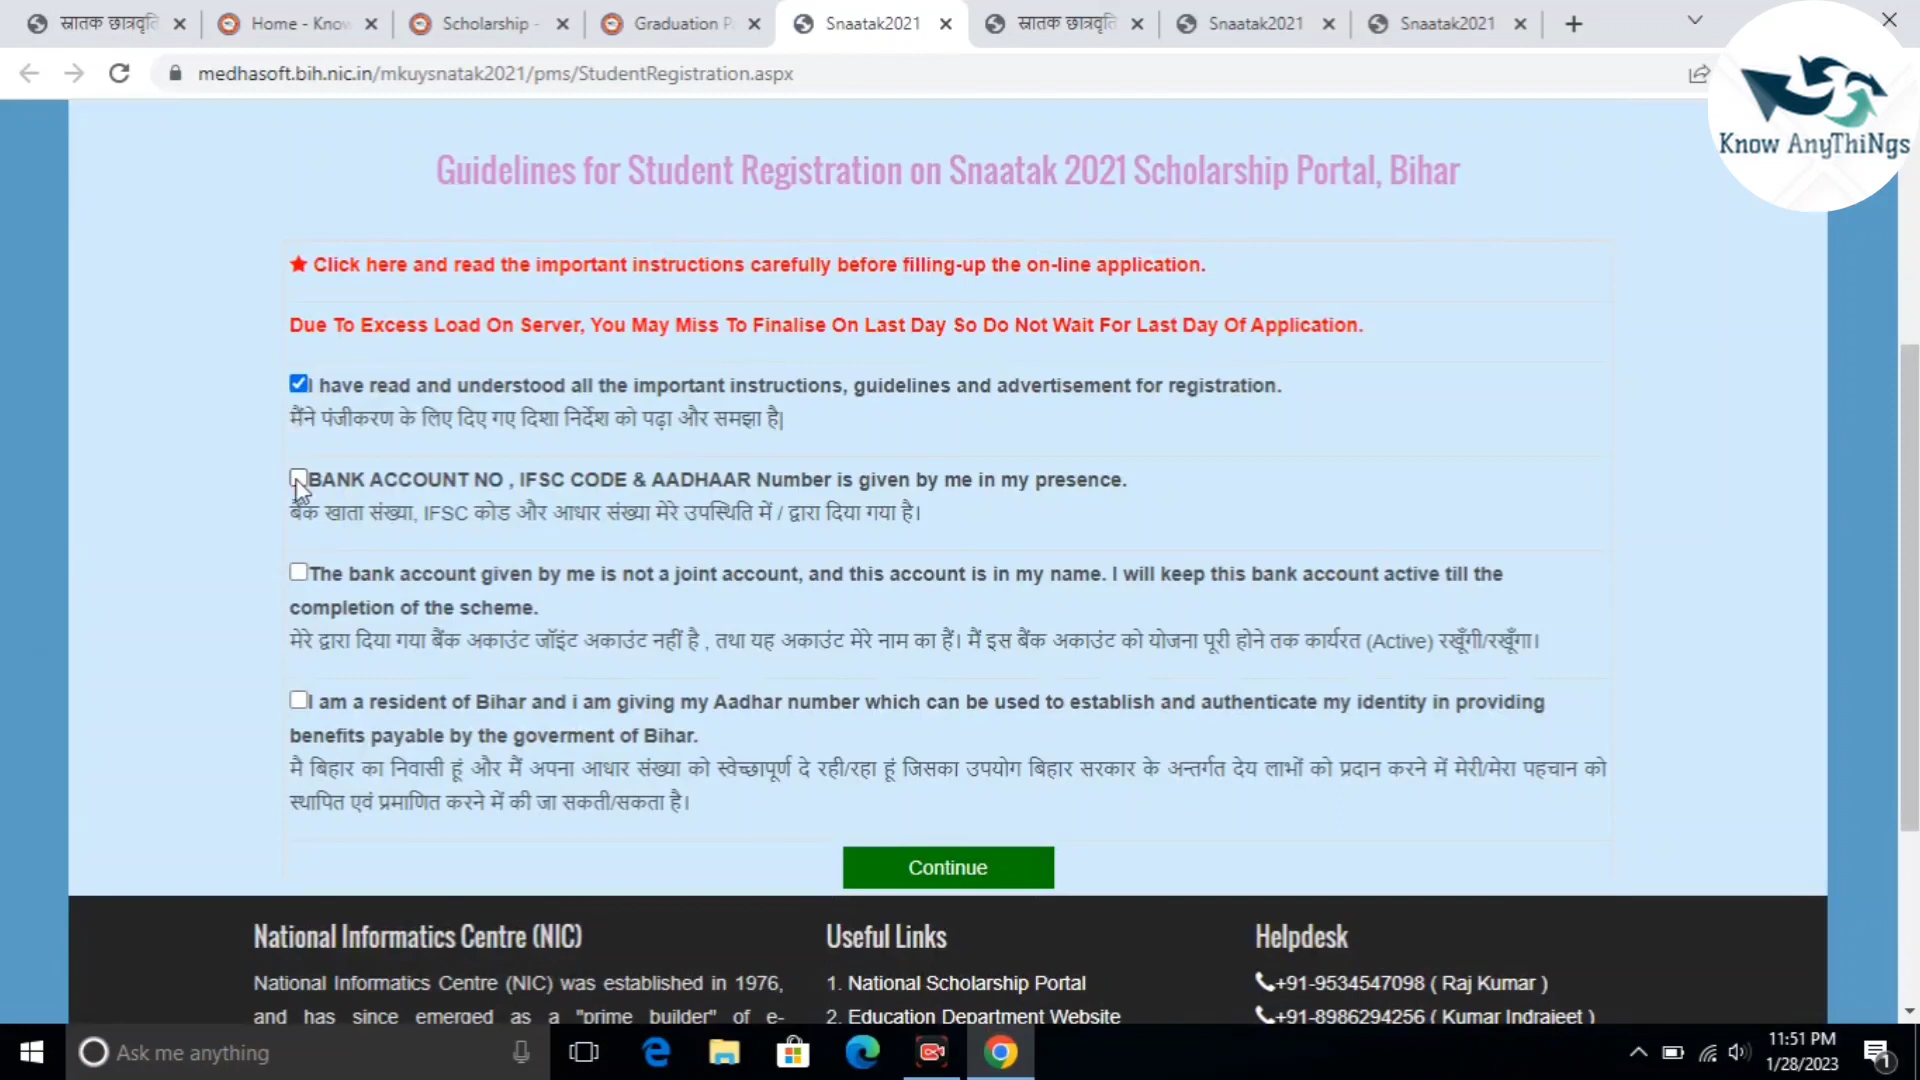 स्नातक छात्रवृति
Home - Know
Scholarship -
Graduation P
Snaatak2021
स्नातक छात्रवृति
Snaatak2021
Snaatak2021
medhasoft.bih.nic.in/mkuysnatak2021/pms/StudentRegistration.aspx
Know AnyThiNgs
Guidelines for Student Registration on Snaatak 2021 Scholarship Portal, Bihar
★ Click here and read the important instructions carefully before filling-up the on-line application.
Due To Excess Load On Server, You May Miss To Finalise On Last Day So Do Not Wait For Last Day Of Application.
I have read and understood all the important instructions, guidelines and advertisement for registration.
मैंने पंजीकरण के लिए दिए गए दिशा निर्देश को पढ़ा और समझा है|
BANK ACCOUNT NO , IFSC CODE & AADHAAR Number is given by me in my presence.
बैंक खाता संख्या, IFSC कोड और आधार संख्या मेरे उपस्थिति में / द्वारा दिया गया है।
The bank account given by me is not a joint account, and this account is in my name. I will keep this bank account active till the
completion of the scheme.
मेरे द्वारा दिया गया बैंक अकाउंट जॉइंट अकाउंट नहीं है , तथा यह अकाउंट मेरे नाम का हैं। मैं इस बैंक अकाउंट को योजना पूरी होने तक कार्यरत (Active) रखूँगी/रखूँगा।
I am a resident of Bihar and i am giving my Aadhar number which can be used to establish and authenticate my identity in providing
benefits payable by the goverment of Bihar.
मै बिहार का निवासी हूं और मैं अपना आधार संख्या को स्वेच्छापूर्ण दे रही/रहा हूं जिसका उपयोग बिहार सरकार के अन्तर्गत देय लाभों को प्रदान करने में मेरी/मेरा पहचान को
स्थापित एवं प्रमाणित करने में की जा सकती/सकता है।
Continue
National Informatics Centre (NIC)
Useful Links
Helpdesk
National Informatics Centre (NIC) was established in 1976,
1. National Scholarship Portal
+91-9534547098 ( Raj Kumar )
and has since emerged as a "prime builder" of e-
2. Education Department Website
+91-8986294256 ( Kumar Indrajeet )
Ask me anything
11:51 PM
1/28/2023
1